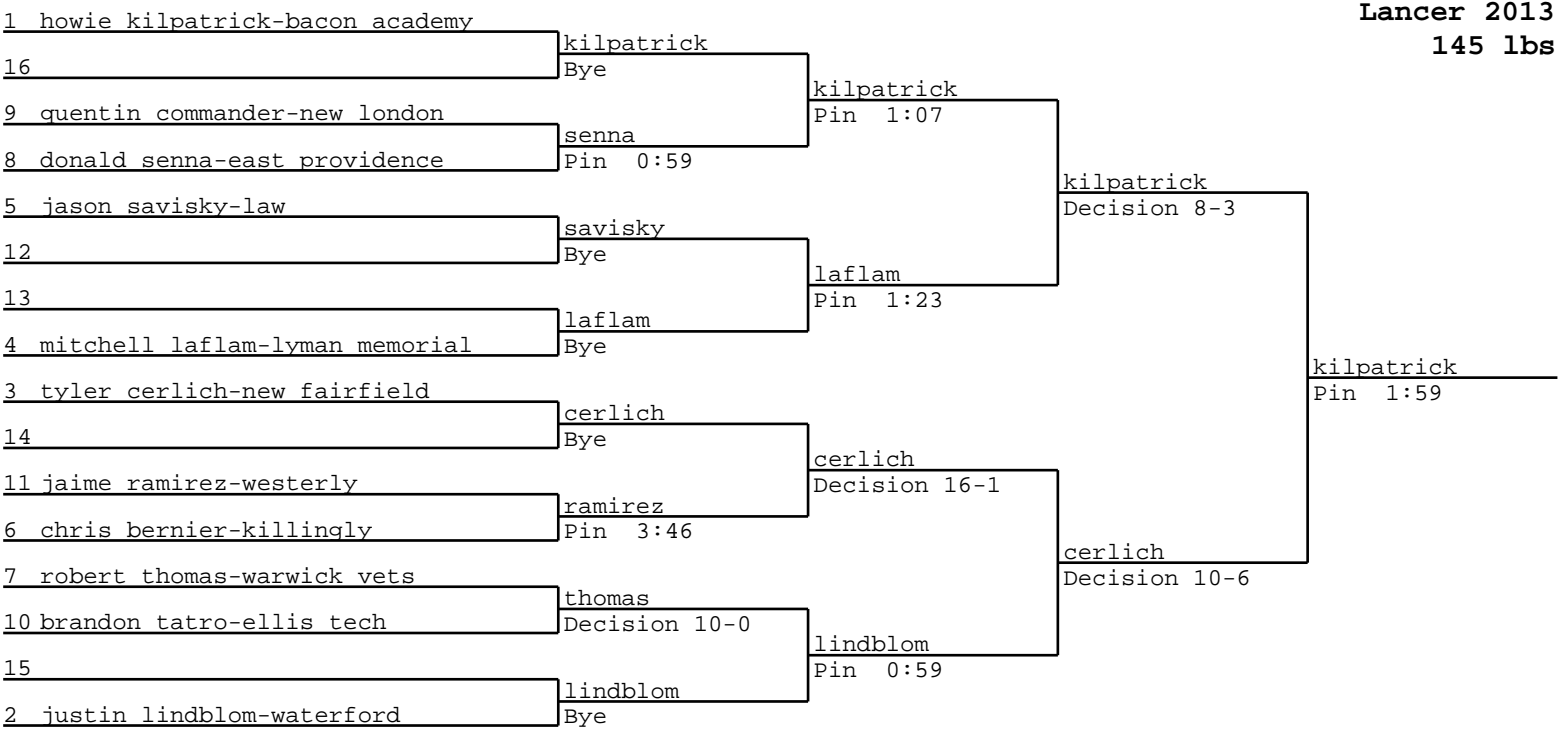 Lancer 2013
145 lbs
1 howie kilpatrick-bacon academy
16
9 quentin commander-new london
8 donald senna-east providence
5 jason savisky-law
12
13
4 mitchell laflam-lyman memorial
3 tyler cerlich-new fairfield
14
11 jaime ramirez-westerly
6 chris bernier-killingly
7 robert thomas-warwick vets
10 brandon tatro-ellis tech
15
2 justin lindblom-waterford
kilpatrick
Bye
senna
Pin 0:59
savisky
Bye
laflam
Bye
cerlich
Bye
ramirez
Pin 3:46
thomas
Decision 10-0
lindblom
Bye
kilpatrick
Pin 1:07
laflam
Pin 1:23
cerlich
Decision 16-1
lindblom
Pin 0:59
kilpatrick
Decision 8-3
cerlich
Decision 10-6
kilpatrick
Pin 1:59